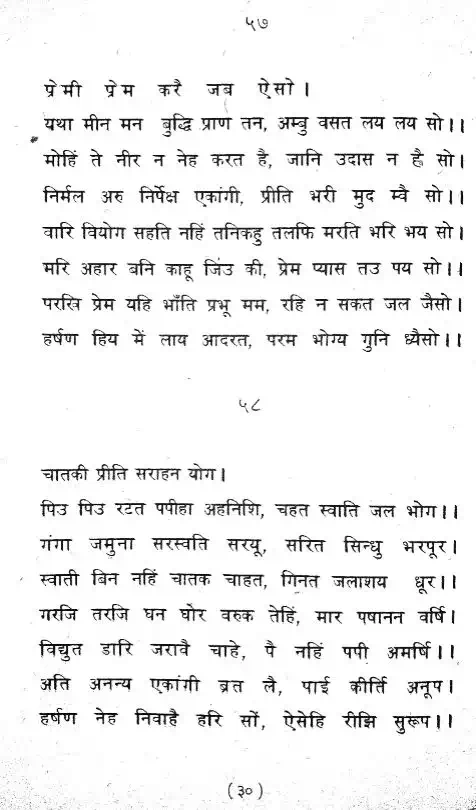 ५७
प्रेमी प्रेम करै जब ऐसो।
यथा मीन मन बुद्धि प्राण तन, अम्बु वसत लय लय सो।।
मोहिं ते नीर न नेह करत है, जानि उदास न है सो।
निर्मल अरु निर्पेक्ष एकांगी, प्रीति भरी मुद म्वै सो।।
वारि वियोग सहति नहिं तनिकहु तलफि मरति भरि भय सो।
मरि अहार बनि काहू जिउ की, प्रेम प्यास तउ पय सो।।
परखि प्रेम यहि भाँति प्रभू मम, रहि न सकत जल जैसो।
हर्षण हिय में लाय आदरत, परम भोग्य गुनि ध्यैसो।।
५८
चातकी प्रीति सराहन योग।
पिउ पिउ रटत पपीहा अहनिशि, चहत स्वाति जल भोग।।
गंगा जमुना सरस्वति सरयू, सरित सिन्धु भरपूर।
स्वाती बिन नहिं चातक चाहत, गिनत जलाशय धूर।।
गरजि तरजि घन घोर वरुक तेहिं, मार पषानन वर्षि।
विद्युत डारि जरावै चाहे, पै नहिं पपी अमर्षि।।
अति अनन्य एकांगी ब्रत लै, पाई कीर्ति अनूप।
हर्षण नेह निवाहै हरि सों, ऐसेहि रीझि सुरूप।।
(३०)